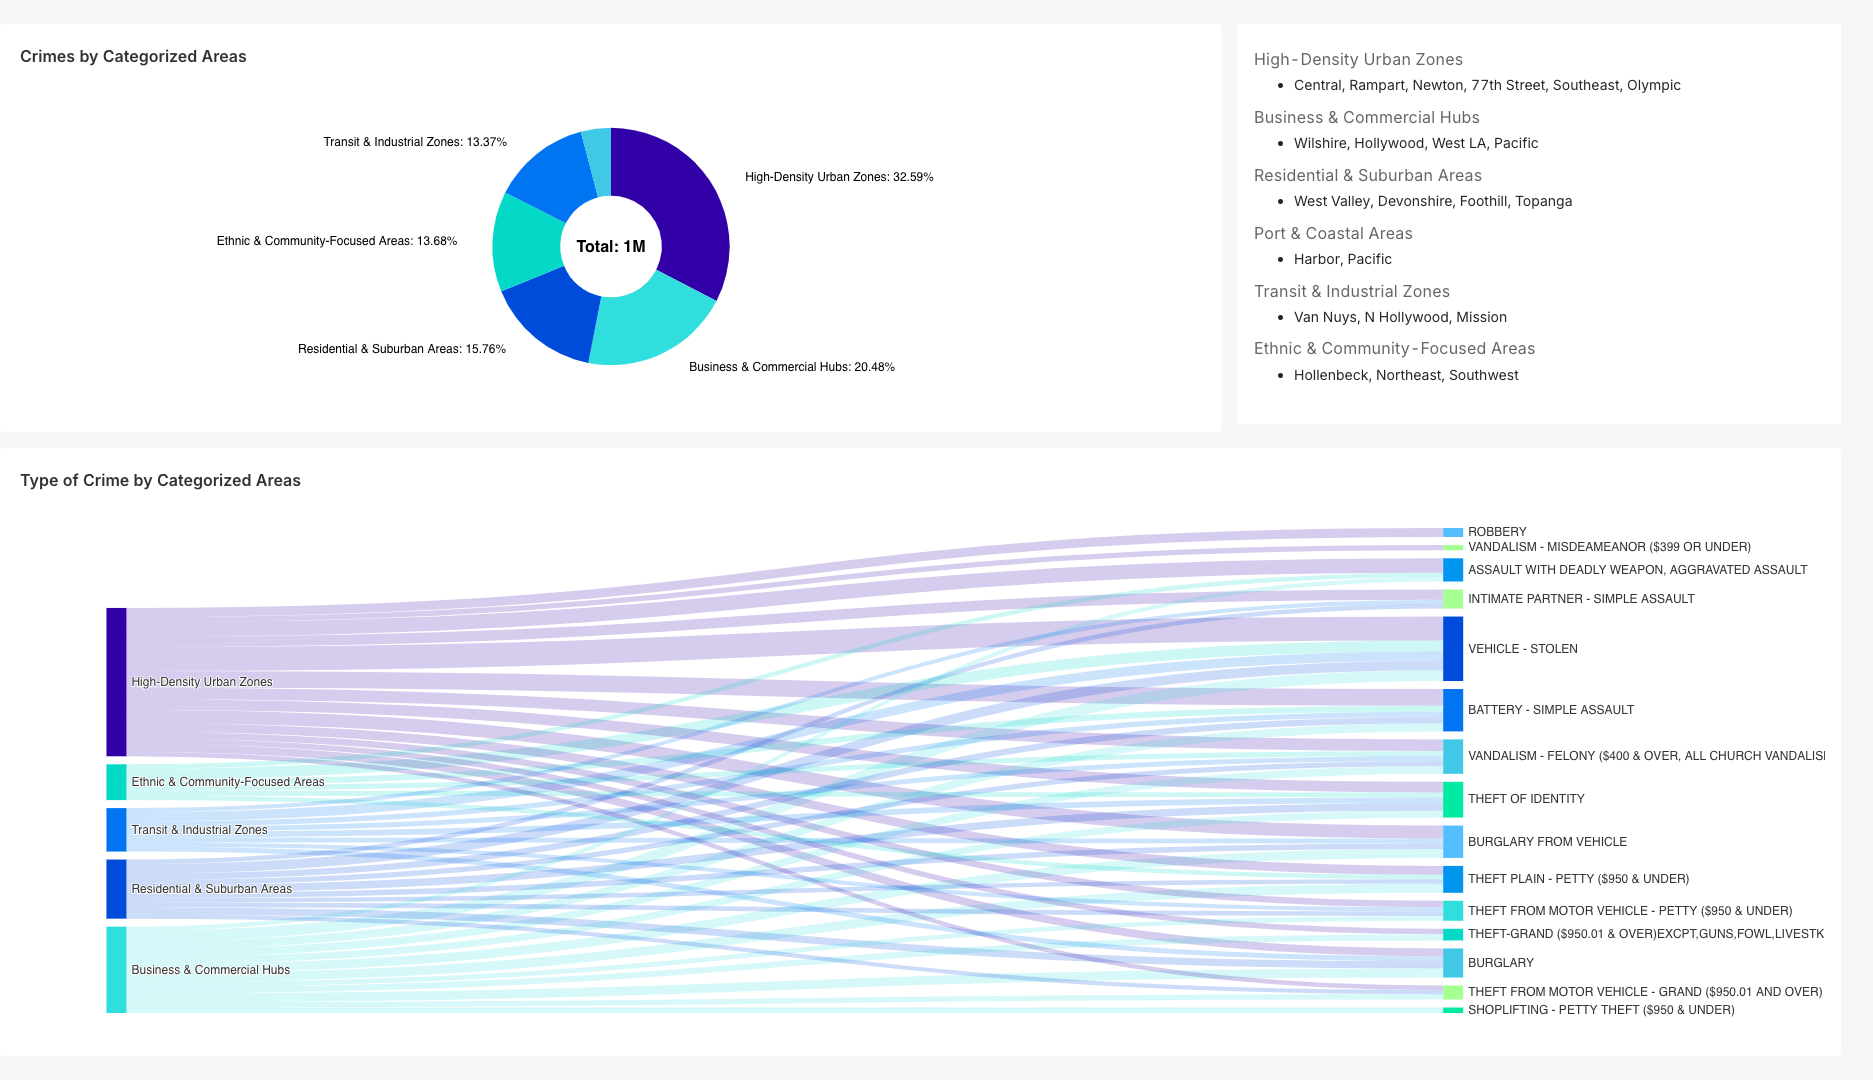 Crimes by Categorized Areas
Transit & Industrial Zones: 13.37%
High-Density Urban Zones: 32.59%
Ethnic & Community-Focused Areas: 13.68%
Total: 1M
Residential & Suburban Areas: 15.76%
Business & Commercial Hubs: 20.48%
High-Density Urban Zones
Central, Rampart, Newton, 77th Street, Southeast, Olympic
Business & Commercial Hubs
Wilshire, Hollywood, West LA, Pacific
Residential & Suburban Areas
West Valley, Devonshire, Foothill, Topanga
Port & Coastal Areas
Harbor, Pacific
Transit & Industrial Zones
Van Nuys, N Hollywood, Mission
Ethnic & Community-Focused Areas
Hollenbeck, Northeast, Southwest
Type of Crime by Categorized Areas
High-Density Urban Zones
Ethnic & Community-Focused Areas
Transit & Industrial Zones
Residential & Suburban Areas
Business & Commercial Hubs
ROBBERY
VANDALISM - MISDEAMEANOR ($399 OR UNDER)
ASSAULT WITH DEADLY WEAPON, AGGRAVATED ASSAULT
INTIMATE PARTNER - SIMPLE ASSAULT
VEHICLE - STOLEN
BATTERY - SIMPLE ASSAULT
VANDALISM - FELONY ($400 & OVER, ALL CHURCH VANDALIS
THEFT OF IDENTITY
BURGLARY FROM VEHICLE
THEFT PLAIN - PETTY ($950 & UNDER)
THEFT FROM MOTOR VEHICLE - PETTY ($950 & UNDER)
THEFT-GRAND ($950.01 & OVER)EXCPT,GUNS,FOWL,LIVESTK
BURGLARY
THEFT FROM MOTOR VEHICLE - GRAND ($950.01 AND OVER)
SHOPLIFTING - PETTY THEFT ($950 & UNDER)